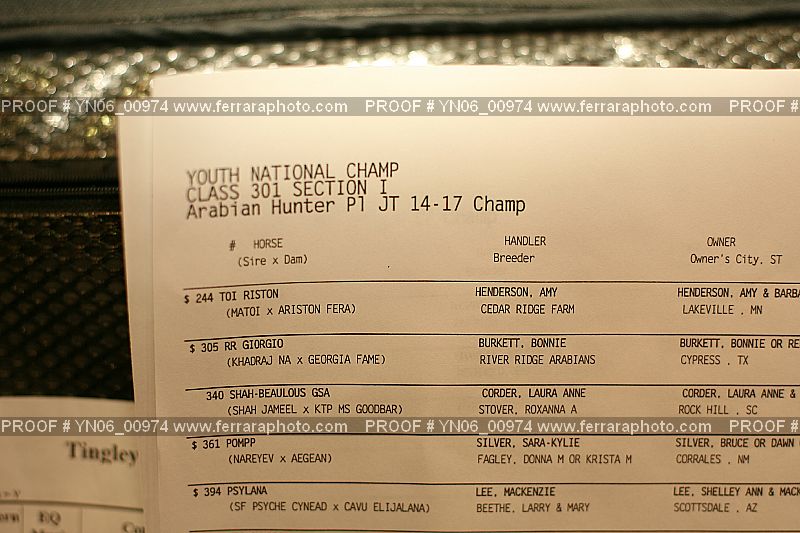 PROOF # YN06_00974 www.ferraraphoto.com PROOF # YN06_00974 www.ferraraphoto.com PROOF #
YOUTH NATIONAL CHAMP
CLASS 301 SECTION I
Arabian Hunter Pl JT 14-17 Champ
# HORSE HANDLER OWNER
(Sire x Dam) Breeder Owner's City, ST
$ 244 TOI RISTON HENDERSON, AMY HENDERSON, AMY & BARBA
(MATOI x ARISTON FERA) CEDAR RIDGE FARM LAKEVILLE , MN
$ 305 RR GIORGIO BURKETT, BONNIE BURKETT, BONNIE OR RE
(KHADRAJ NA x GEORGIA FAME) RIVER RIDGE ARABIANS CYPRESS , TX
340 SHAH-BEAULOUS GSA CORDER, LAURA ANNE CORDER, LAURA ANNE &
(SHAH JAMEEL x KTP MS GOODBAR) STOVER, ROXANNA A ROCK HILL , SC
PROOF # YN06_00974 www.ferraraphoto.com PROOF # YN06_00974 www.ferraraphoto.com PROOF #
$ 361 POMPP SILVER, SARA-KYLIE SILVER, BRUCE OR DAWN
(NAREYEV x AEGEAN) FAGLEY, DONNA M OR KRISTA M CORRALES , NM
$ 394 PSYLANA LEE, MACKENZIE LEE, SHELLEY ANN & MACK
(SF PSYCHE CYNEAD x CAVU ELIJALANA) BEETHE, LARRY & MARY SCOTTSDALE , AZ
Tingley
EQ